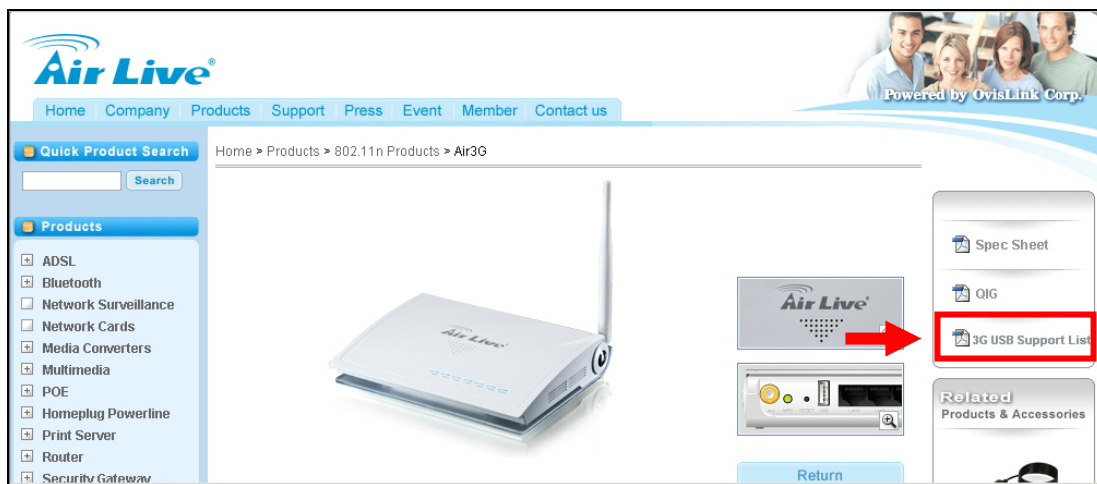 Air Live®
Powered by OvisLink Corp.
Home Company Products Support Press Event Member Contact us
Quick Product Search
Search
Home > Products > 802.11n Products > Air3G
Products
ADSL
Bluetooth
Network Surveillance
Network Cards
Media Converters
Multimedia
POE
Homeplug Powerline
Print Server
Router
Security Gateway
Air Live
Air Live
Return
Spec Sheet
QIG
3G USB Support List
Related
Products & Accessories